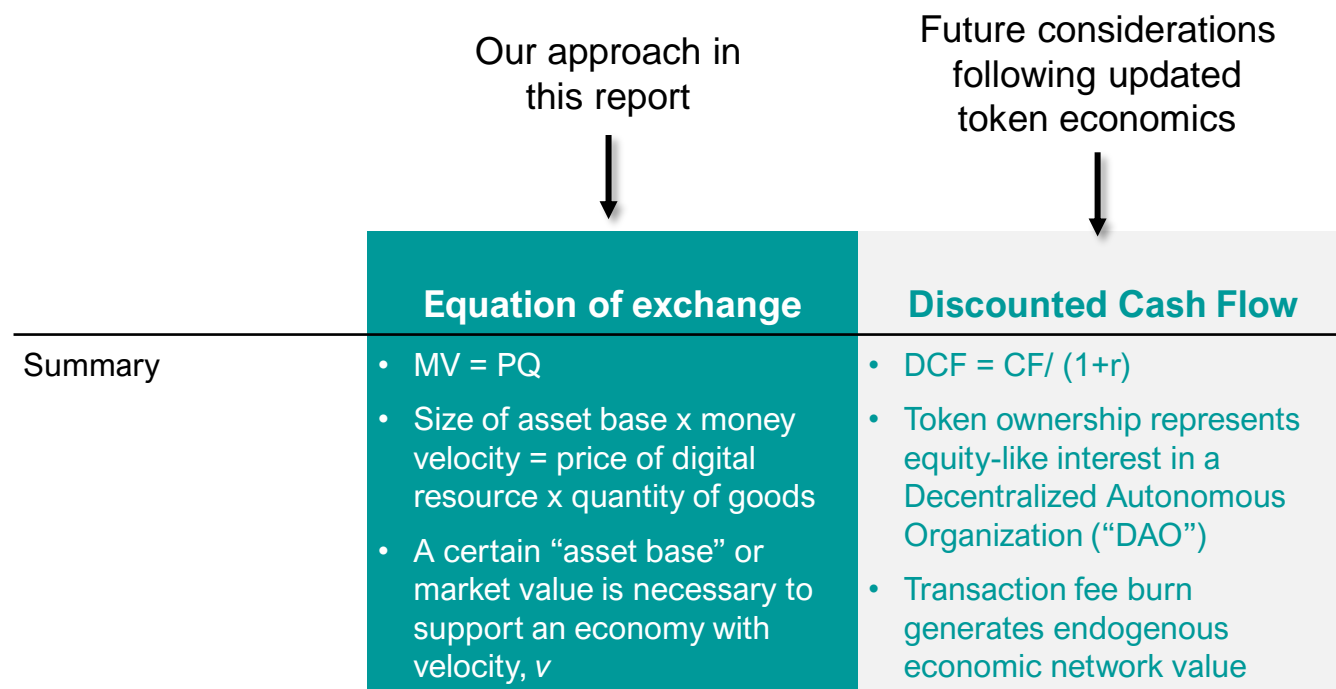 Our approach in
this report
Future considerations
following updated
token economics
Equation of exchange
Discounted Cash Flow
Summary
• MV = PQ
• Size of asset base x money
velocity = price of digital
resource x quantity of goods
• A certain “asset base” or
market value is necessary to
support an economy with
velocity, v
• DCF = CF/ (1+r)
• Token ownership represents
equity-like interest in a
Decentralized Autonomous
Organization (“DAO”)
• Transaction fee burn
generates endogenous
economic network value